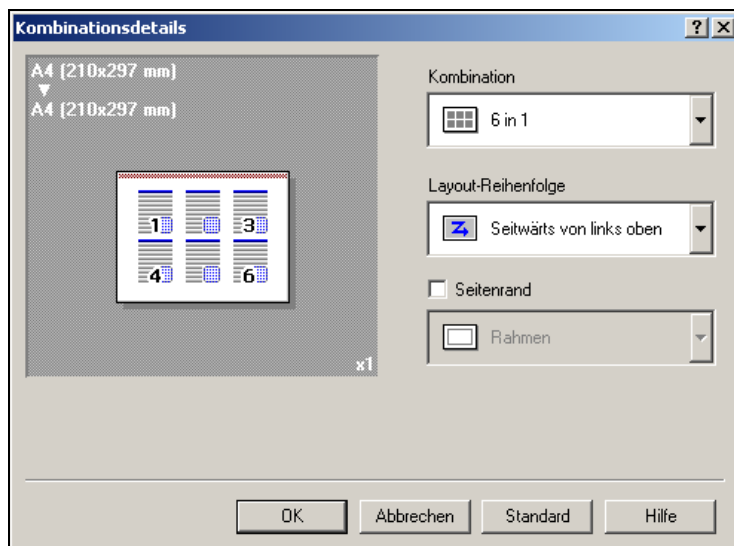 Kombinationsdetails
A4 (210x297 mm)
A4 (210x297 mm)
1 3
4 6
x1
Kombination
6 in 1
Layout-Reihenfolge
Seitwärts von links oben
Seitenrand
Rahmen
OK Abbrechen Standard Hilfe